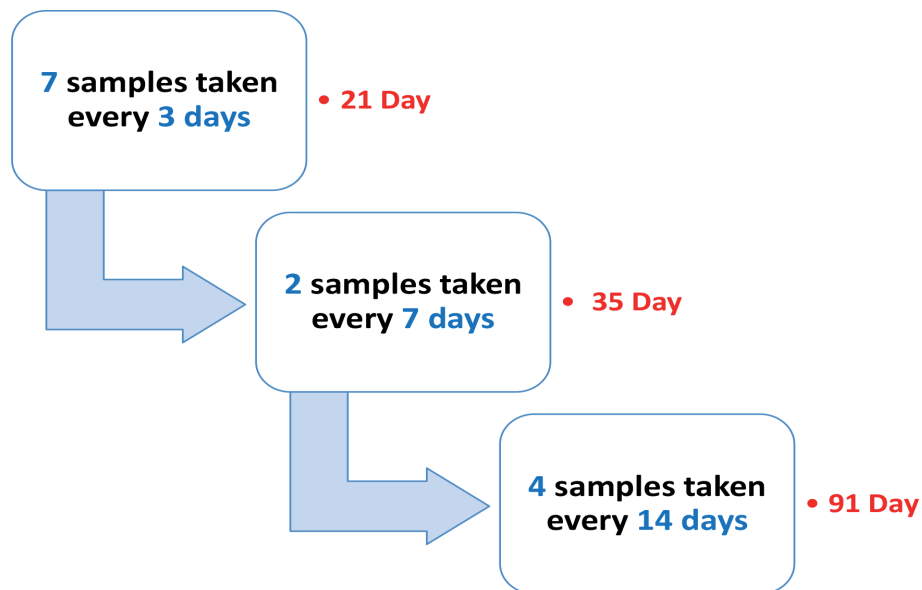 7 samples taken
every 3 days
• 21 Day
2 samples taken
every 7 days
• 35 Day
4 samples taken
every 14 days
• 91 Day